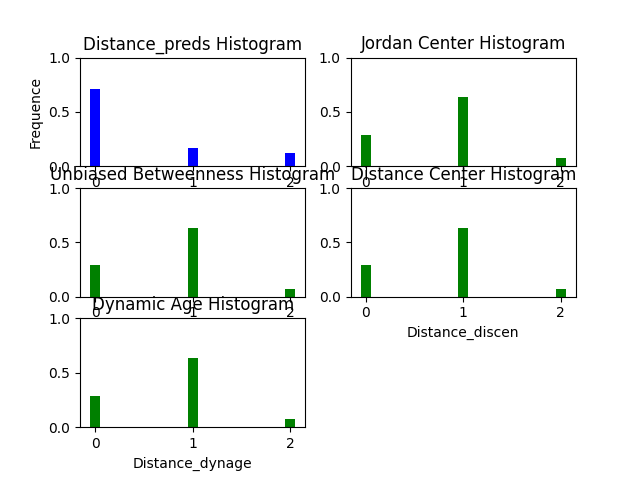 Distance_preds Histogram
Frequence
1.0
0.5
0.0
0 1 2
Jordan Center Histogram
1.0
0.5
0.0
0 1 2
Unbiased Betweenness Histogram
1.0
0.5
0.0
0 1 2
Distance Center Histogram
1.0
0.5
0.0
0 1 2
Distance_discen
Dynamic Age Histogram
1.0
0.5
0.0
0 1 2
Distance_dynage